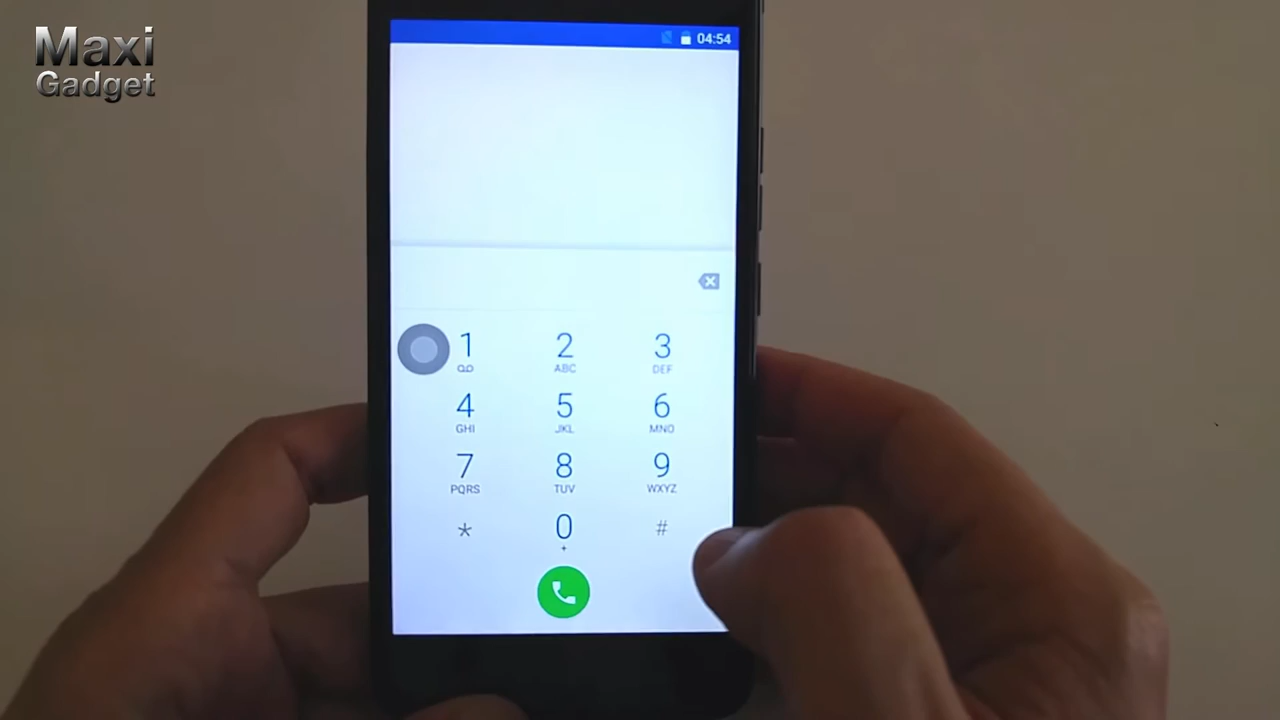 Maxi
Gadget
04:54
1 2 3
ABC DEF
4 5 6
GHI JKL MNO
7 8 9
PQRS TUV WXYZ
* 0 #
+